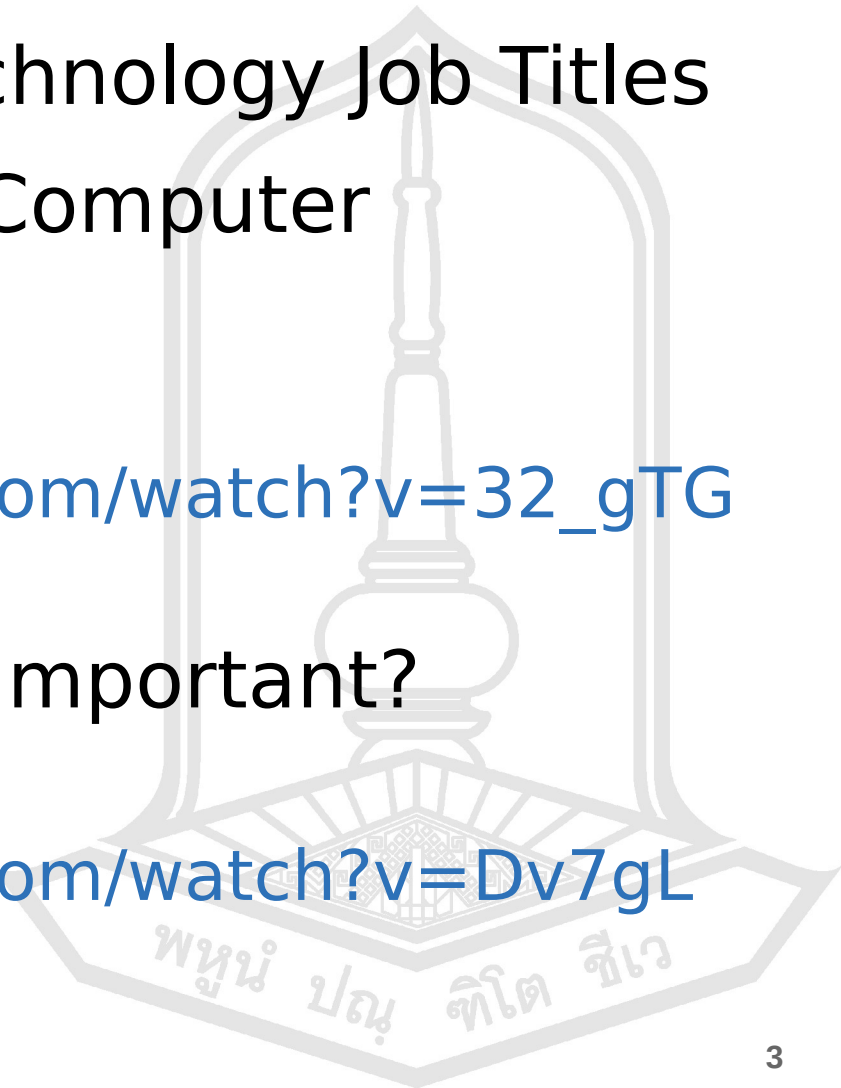 chnology Job Titles
Computer
om/watch?v=32_gTG
mportant?
om/watch?v=Dv7gL
พหูนํ ปณฺฑิโต ชีเว
3